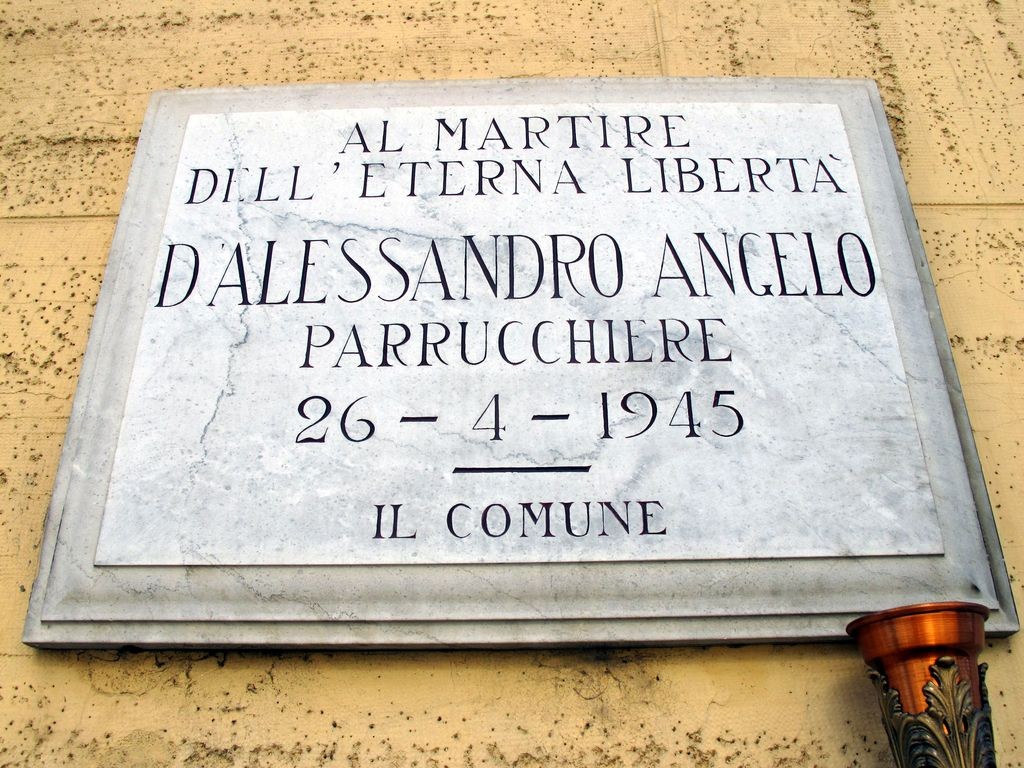 AL MARTIRE
DELL'ETERNA LIBERTÀ
D'ALESSANDRO ANGELO
PARRUCCHIERE
26-4-1945
IL COMUNE